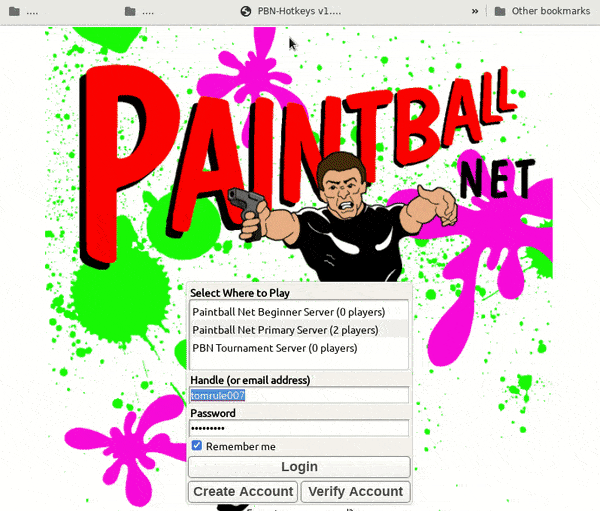 ....
....
PBN-Hotkeys v1....
»
Other bookmarks
PAINTBALL
NET
Select Where to Play
Paintball Net Beginner Server (0 players)
Paintball Net Primary Server (2 players)
PBN Tournament Server (0 players)
Handle (or email address)
tomrule007
Password
•••••••••
Remember me
Login
Create Account
Verify Account